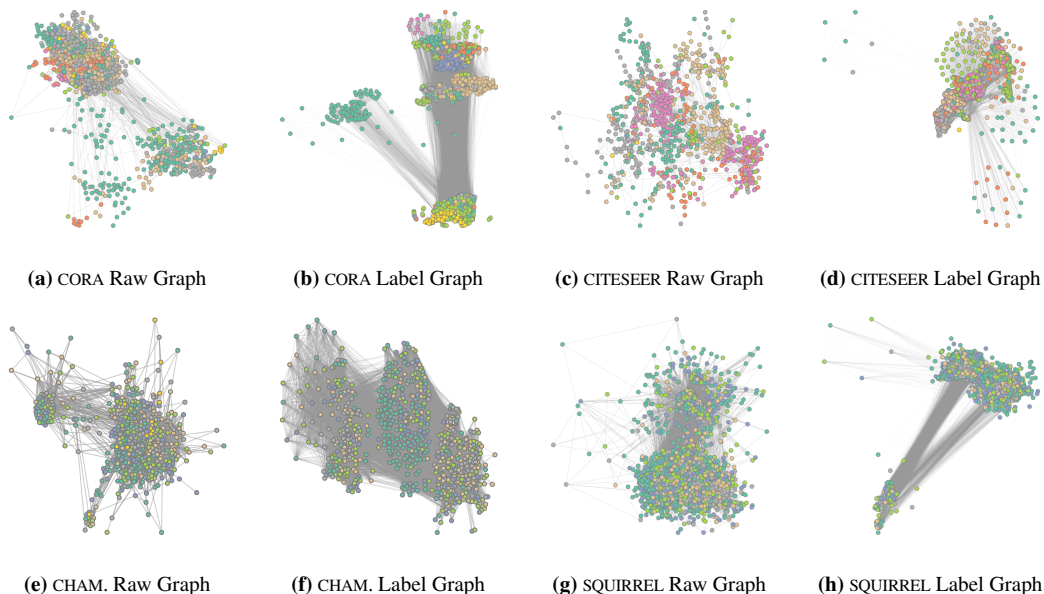 (a) CORA Raw Graph
(b) CORA Label Graph
(c) CITESEER Raw Graph
(d) CITESEER Label Graph
(e) CHAM. Raw Graph
(f) CHAM. Label Graph
(g) SQUIRREL Raw Graph
(h) SQUIRREL Label Graph